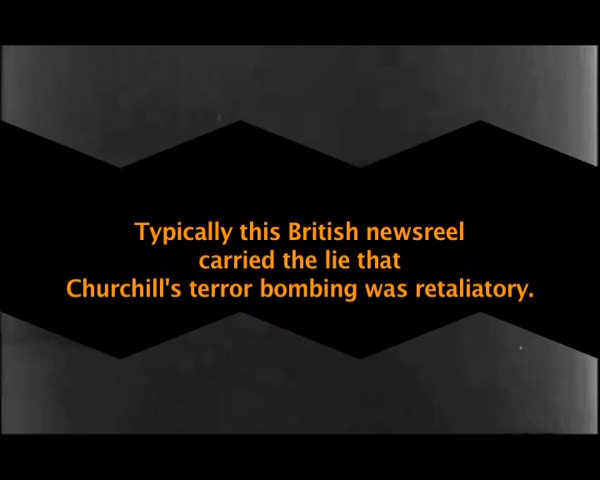 Typically this British newsreel
carried the lie that
Churchill's terror bombing was retaliatory.